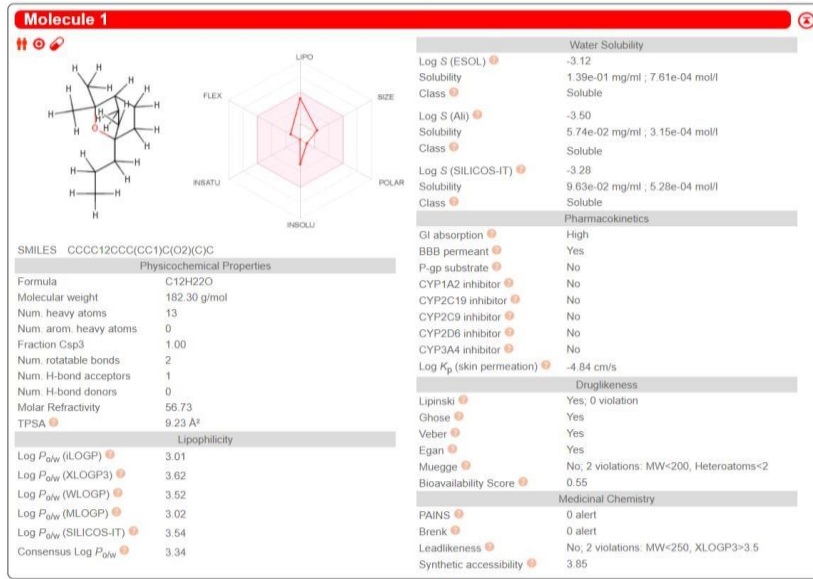 Molecule 1
LIPO
FLEX
SIZE
INSATU
POLAR
INSOLU
H H
H H
H H
H H H
H H
O H
H
H H
H H
H
SMILES CCCC12CCC(CC1)C(O2)(C)C
Physicochemical Properties
Formula C12H22O
Molecular weight 182.30 g/mol
Num. heavy atoms 13
Num. arom. heavy atoms 0
Fraction Csp3 1.00
Num. rotatable bonds 2
Num. H-bond acceptors 1
Num. H-bond donors 0
Molar Refractivity 56.73
TPSA ? 9.23 Å²
Lipophilicity
Log Po/w (iLOGP) ? 3.01
Log Po/w (XLOGP3) ? 3.62
Log Po/w (WLOGP) ? 3.52
Log Po/w (MLOGP) ? 3.02
Log Po/w (SILICOS-IT) ? 3.54
Consensus Log Po/w ? 3.34
Water Solubility
Log S (ESOL) ? -3.12
Solubility 1.39e-01 mg/ml ; 7.61e-04 mol/l
Class ? Soluble
Log S (Ali) ? -3.50
Solubility 5.74e-02 mg/ml ; 3.15e-04 mol/l
Class ? Soluble
Log S (SILICOS-IT) ? -3.28
Solubility 9.63e-02 mg/ml ; 5.28e-04 mol/l
Class ? Soluble
Pharmacokinetics
GI absorption ? High
BBB permeant ? Yes
P-gp substrate ? No
CYP1A2 inhibitor ? No
CYP2C19 inhibitor ? No
CYP2C9 inhibitor ? No
CYP2D6 inhibitor ? No
CYP3A4 inhibitor ? No
Log Kp (skin permeation) ? -4.84 cm/s
Druglikeness
Lipinski ? Yes; 0 violation
Ghose ? Yes
Veber ? Yes
Egan ? Yes
Muegge ? No; 2 violations: MW<200, Heteroatoms<2
Bioavailability Score ? 0.55
Medicinal Chemistry
PAINS ? 0 alert
Brenk ? 0 alert
Leadlikeness ? No; 2 violations: MW<250, XLOGP3>3.5
Synthetic accessibility ? 3.85